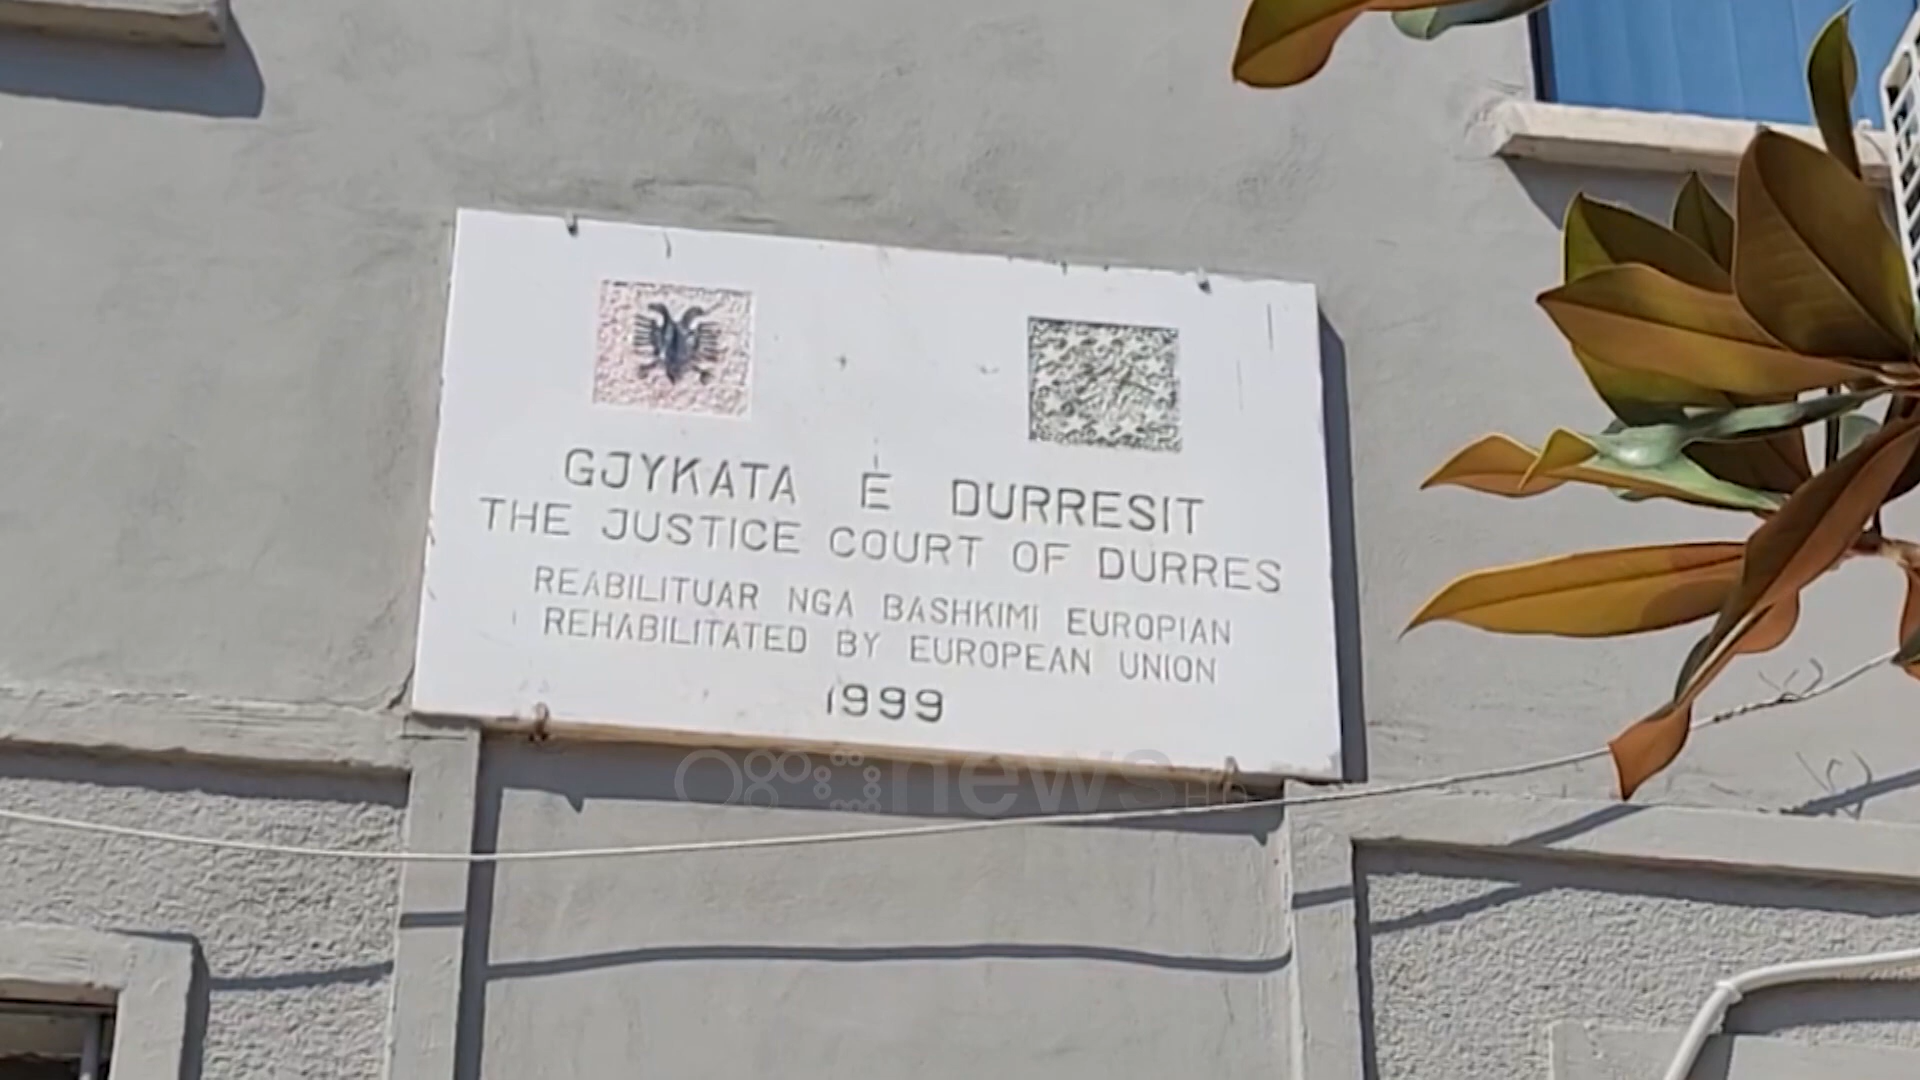 GJYKATA E DURRESIT
THE JUSTICE COURT OF DURRES
REABILITUAR NGA BASHKIMI EUROPIAN
REHABILITATED BY EUROPEAN UNION
1999
news